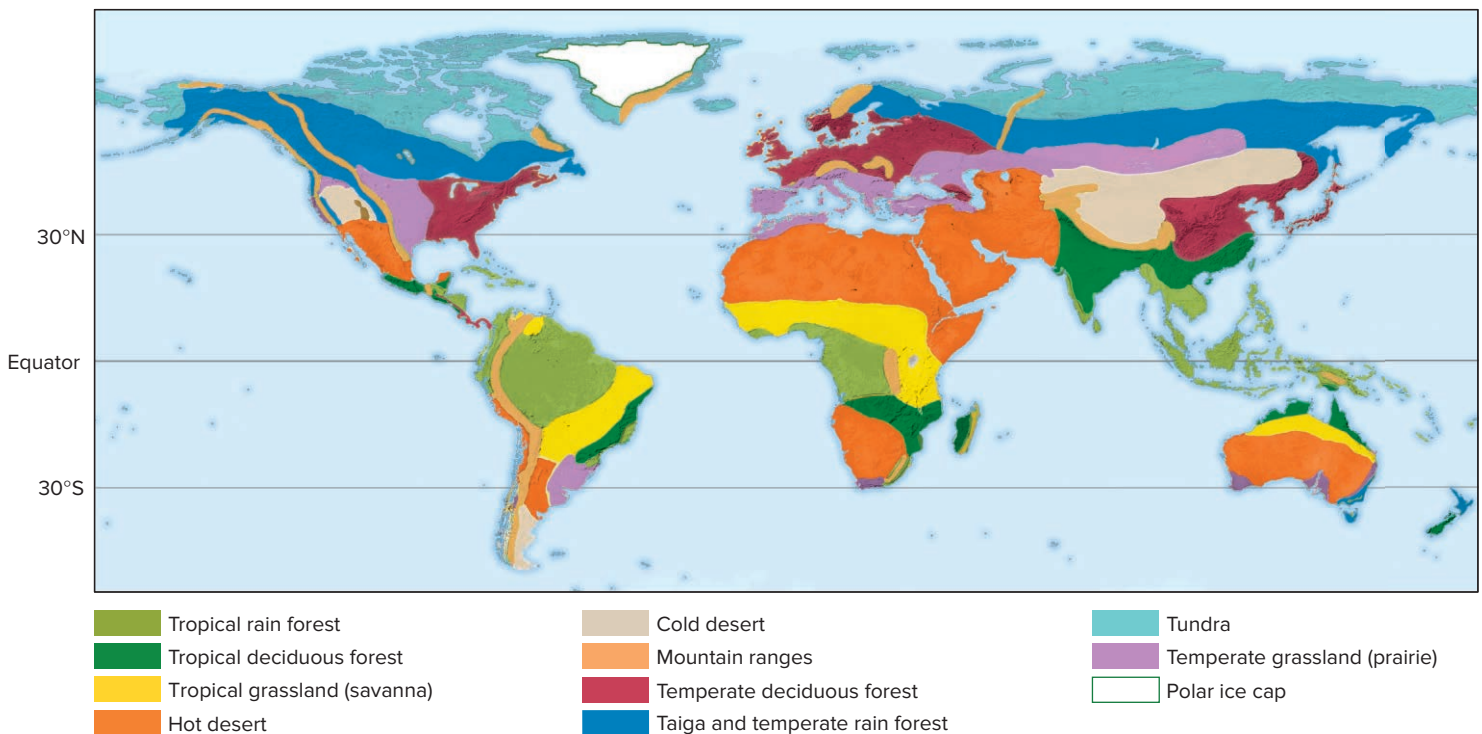 30°N
Equator
30°S
Tropical rain forest
Tropical deciduous forest
Tropical grassland (savanna)
Hot desert
Cold desert
Mountain ranges
Temperate deciduous forest
Taiga and temperate rain forest
Tundra
Temperate grassland (prairie)
Polar ice cap